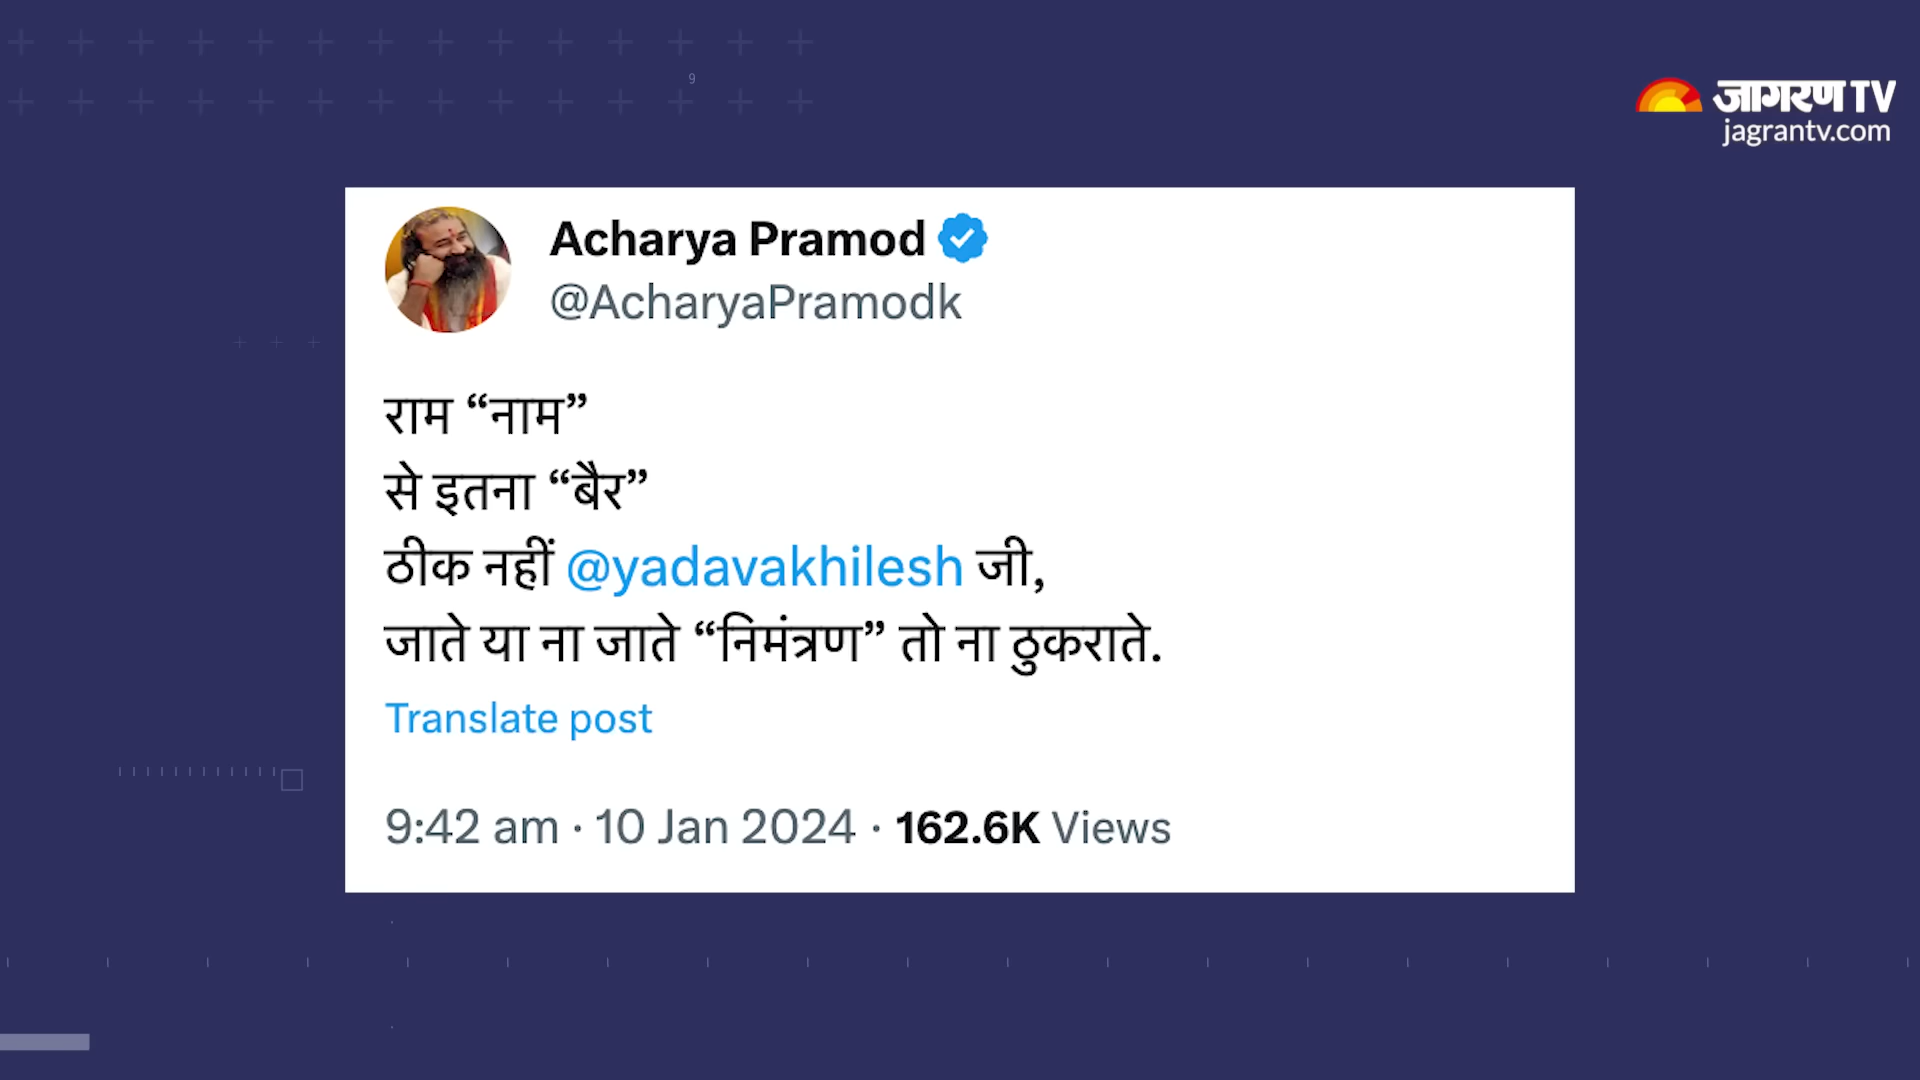 9
जागरण TV
jagrantv.com
Acharya Pramod
@AcharyaPramodk
राम “नाम”
से इतना “बैर”
ठीक नहीं @yadavakhilesh जी,
जाते या ना जाते “निमंत्रण” तो ना ठुकराते.
Translate post
9:42 am · 10 Jan 2024 · 162.6K Views